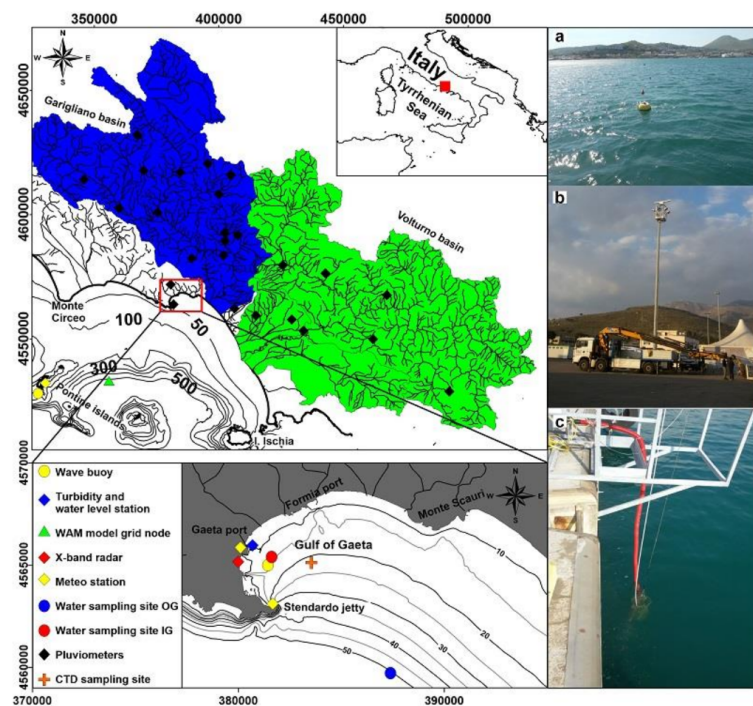 350000 400000 450000 500000
4650000
4600000
4550000
N
W E
S
Garigliano basin
Volturno basin
Monte
Circeo
100
50
300
500
Pontine islands
I. Ischia
Italy
Tyrrhenian
Sea
a
b
c
Wave buoy
Turbidity and
water level station
WAM model grid node
X-band radar
Meteo station
Water sampling site OG
Water sampling site IG
Pluviometers
CTD sampling site
4570000
4565000
4560000
N
W E
S
Formia port
Monte Scauri
Gaeta port
Gulf of Gaeta
Stendardo jetty
10
20
30
40
50
370000 380000 390000